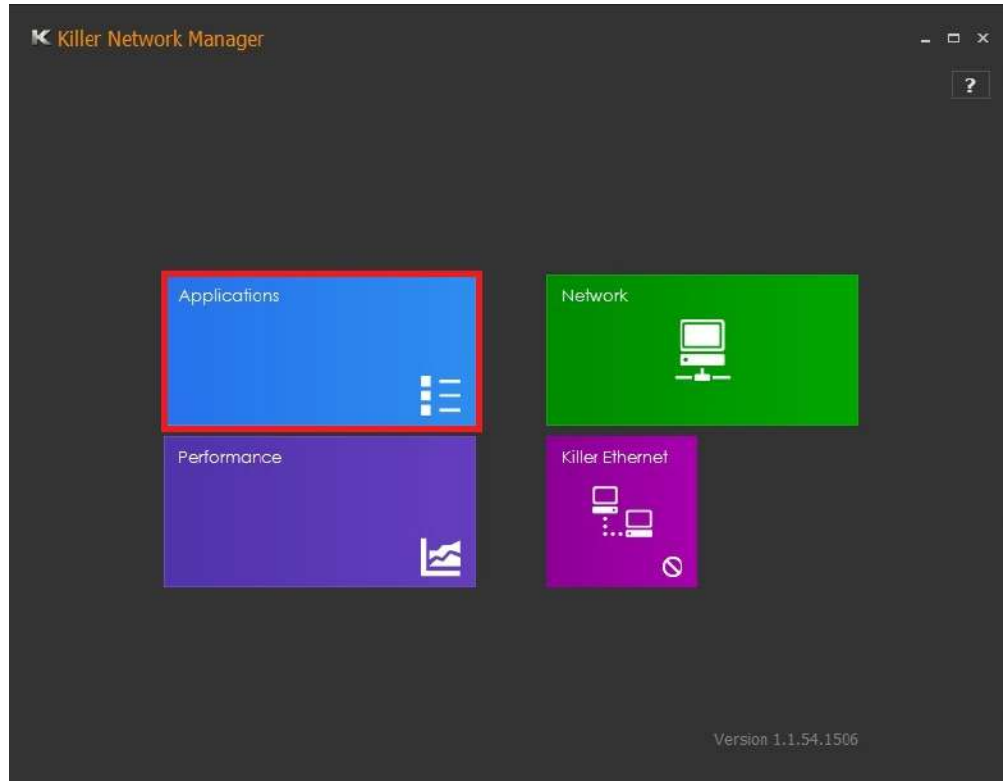 Killer Network Manager
?
Applications
Network
Performance
Killer Ethernet
Version 1.1.54.1506